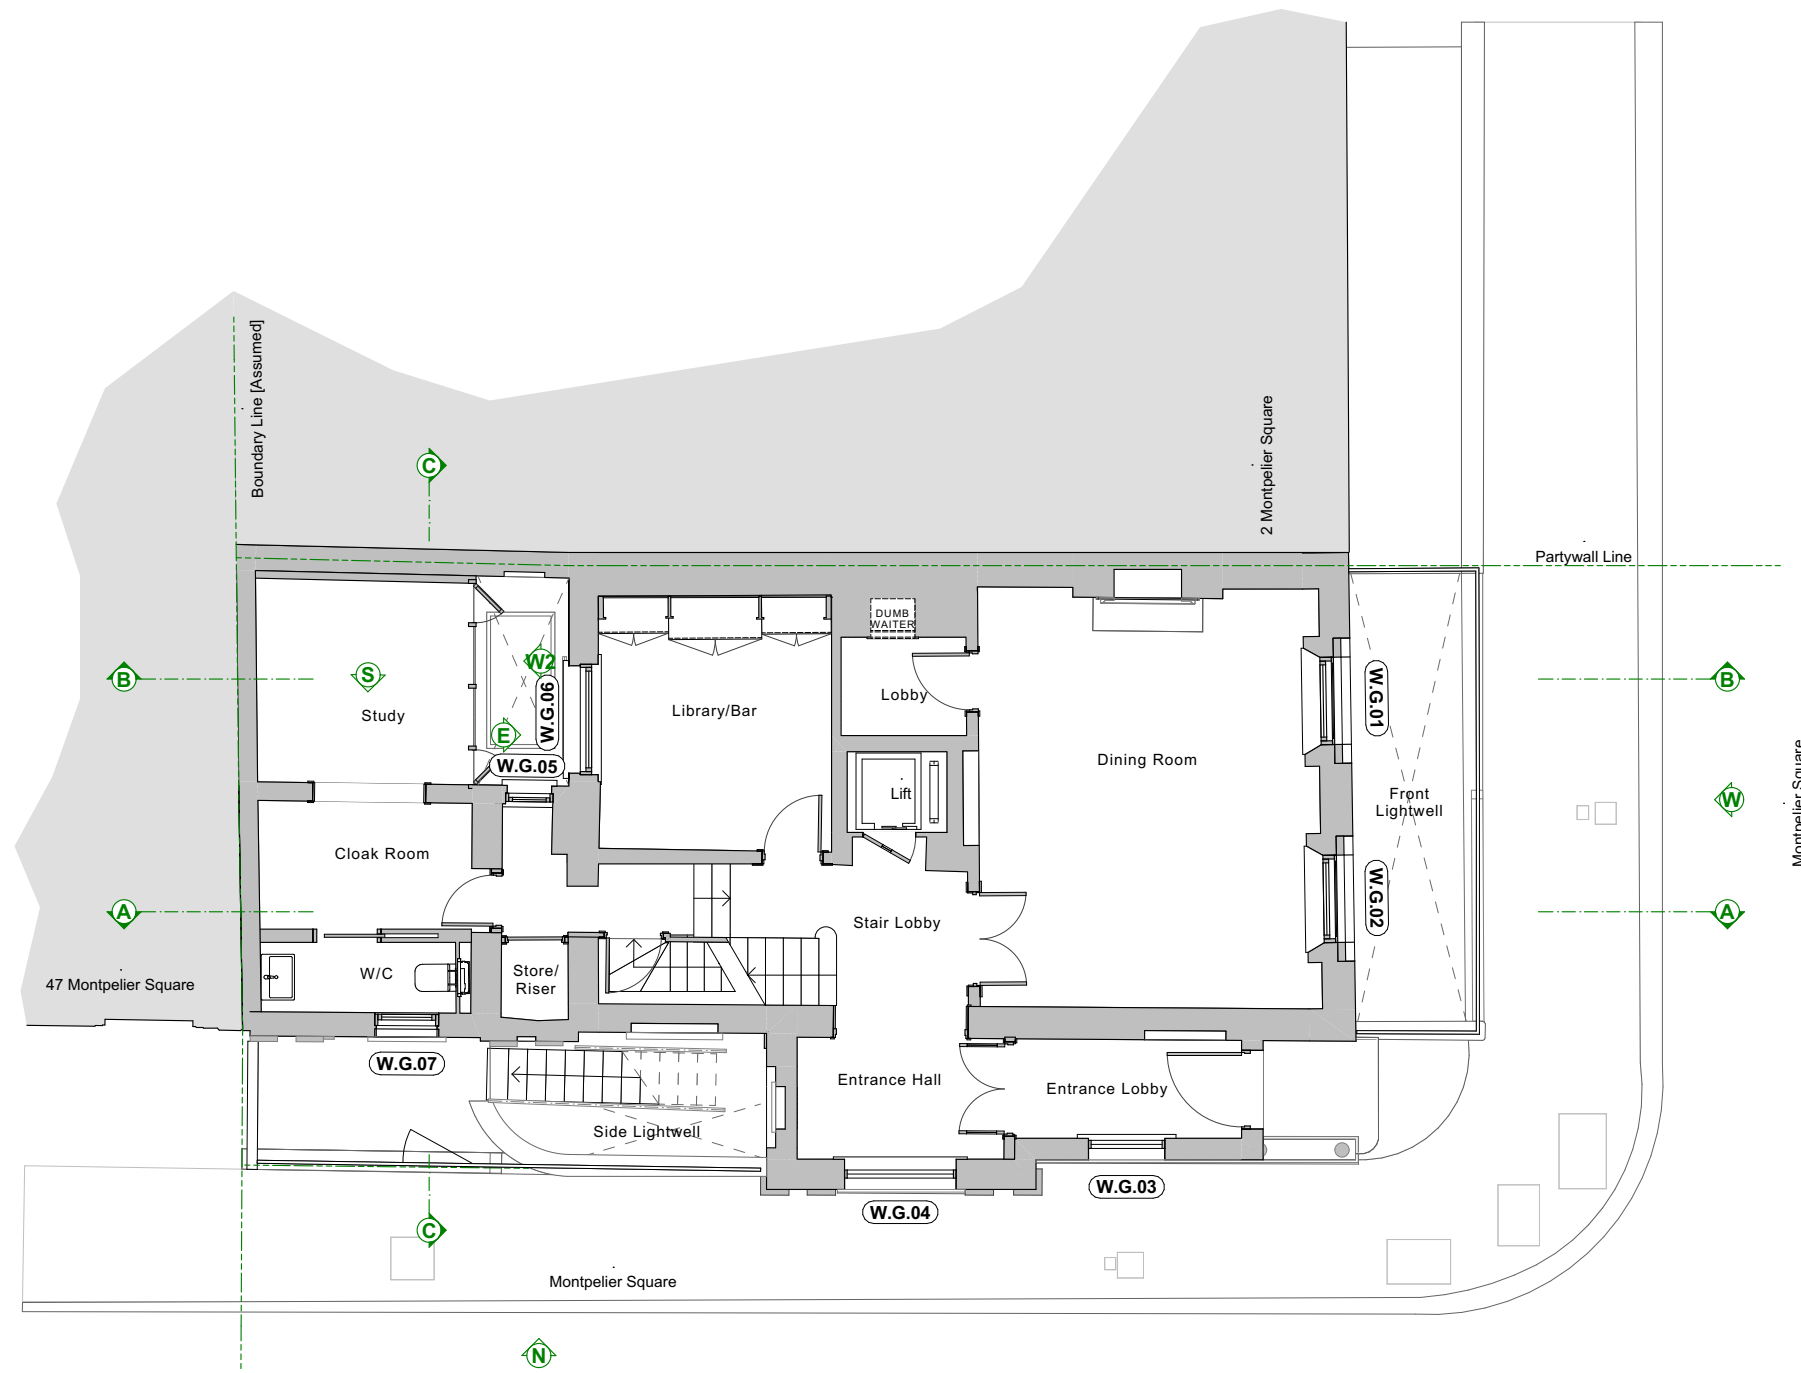 Boundary Line [Assumed]
2 Montpelier Square
C
Partywall Line
DUMB
WAITER
B
S
Study
W2
W.G.06
E
W.G.05
Library/Bar
Lobby
Lift
Dining Room
W.G.01
B
Front
Lightwell
W
Montpelier Square
Cloak Room
W.G.02
A
A
Stair Lobby
47 Montpelier Square
W/C
Store/
Riser
W.G.07
Entrance Hall
Entrance Lobby
Side Lightwell
W.G.03
W.G.04
C
Montpelier Square
N